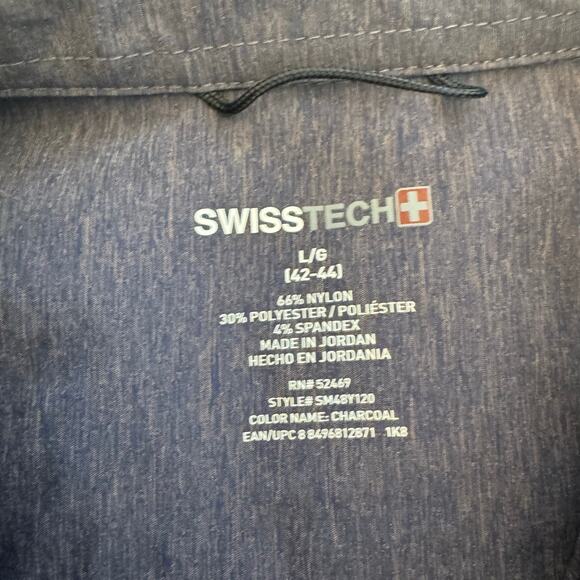 SWISSTECH
L/G
(42-44)
66% NYLON
30% POLYESTER / POLIÉSTER
4% SPANDEX
MADE IN JORDAN
HECHO EN JORDANIA
RN# 52469
STYLE# SM48Y120
COLOR NAME: CHARCOAL
EAN/UPC 8 8496812871 1K8